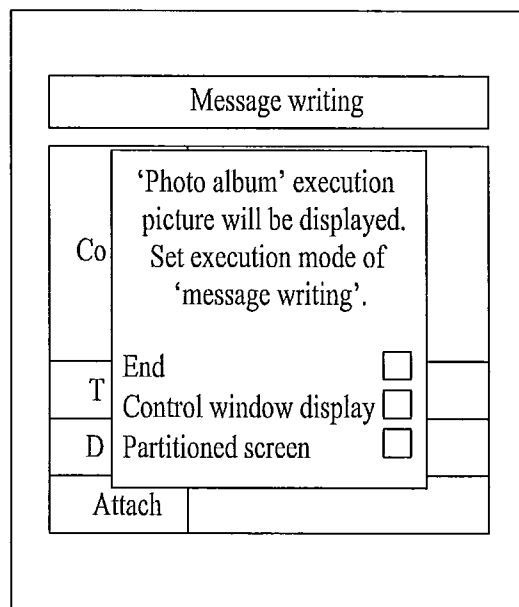 Message writing
‘Photo album’ execution
picture will be displayed.
Set execution mode of
‘message writing’.
Co
End
T
Control window display
D
Partitioned screen
Attach